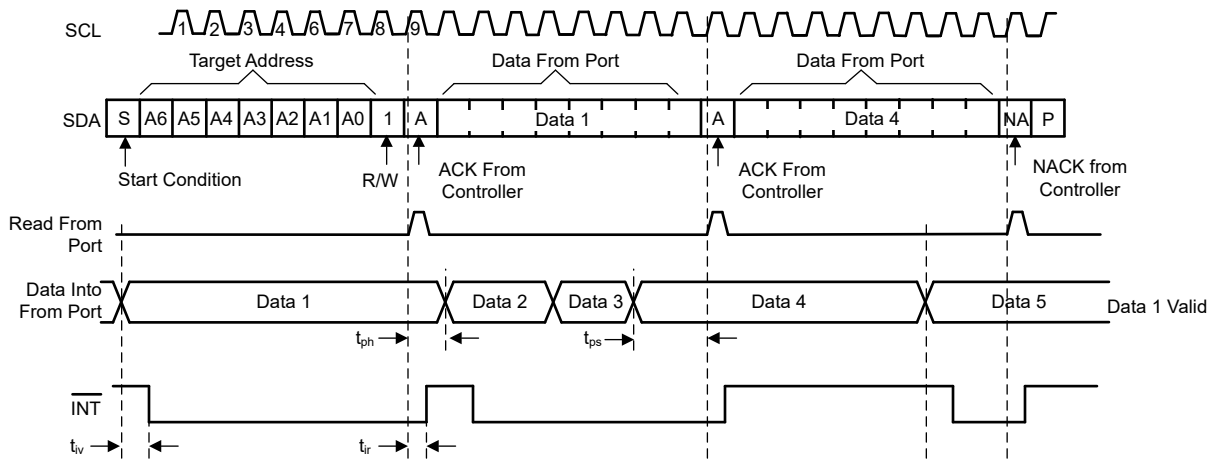 SCL 1 2 3 4 6 7 8 9
Target Address Data From Port Data From Port
SDA S A6 A5 A4 A3 A2 A1 A0 1 A Data 1 A Data 4 NA P
Start Condition R/W ACK From Controller ACK From Controller NACK from Controller
Read From
Port
Data Into
From Port
Data 1 Data 2 Data 3 Data 4 Data 5 Data 1 Valid
tph tps
INT
tiv tir